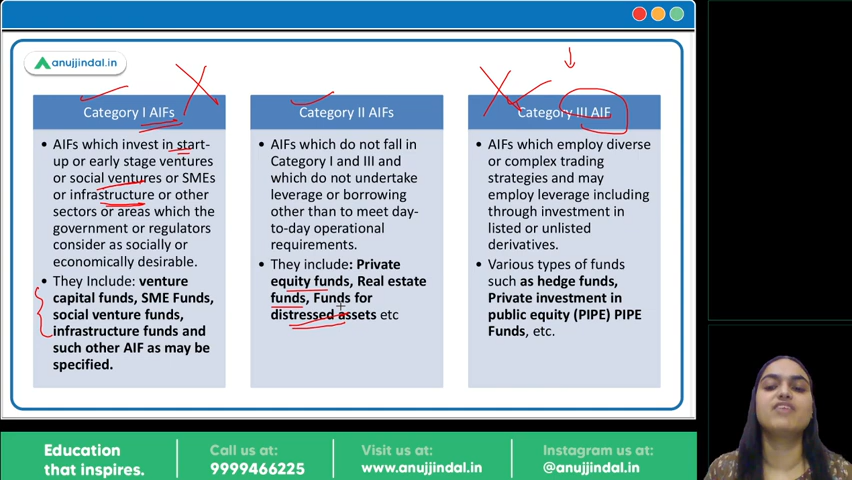 anujjindal.in
Category I AIFs
• AIFs which invest in start-
up or early stage ventures
or social ventures or SMEs
or infrastructure or other
sectors or areas which the
government or regulators
consider as socially or
economically desirable.
• They Include: venture
capital funds, SME Funds,
social venture funds,
infrastructure funds and
such other AIF as may be
specified.
Category II AIFs
• AIFs which do not fall in
Category I and III and
which do not undertake
leverage or borrowing
other than to meet day-
to-day operational
requirements.
• They include: Private
equity funds, Real estate
funds, Funds for
distressed assets etc
Category III AIF
• AIFs which employ diverse
or complex trading
strategies and may
employ leverage including
through investment in
listed or unlisted
derivatives.
• Various types of funds
such as hedge funds,
Private investment in
public equity (PIPE) PIPE
Funds, etc.
Education
that inspires.
Call us at:
9999466225
Visit us at:
www.anujjindal.in
Instagram us at:
@anujjindal.in